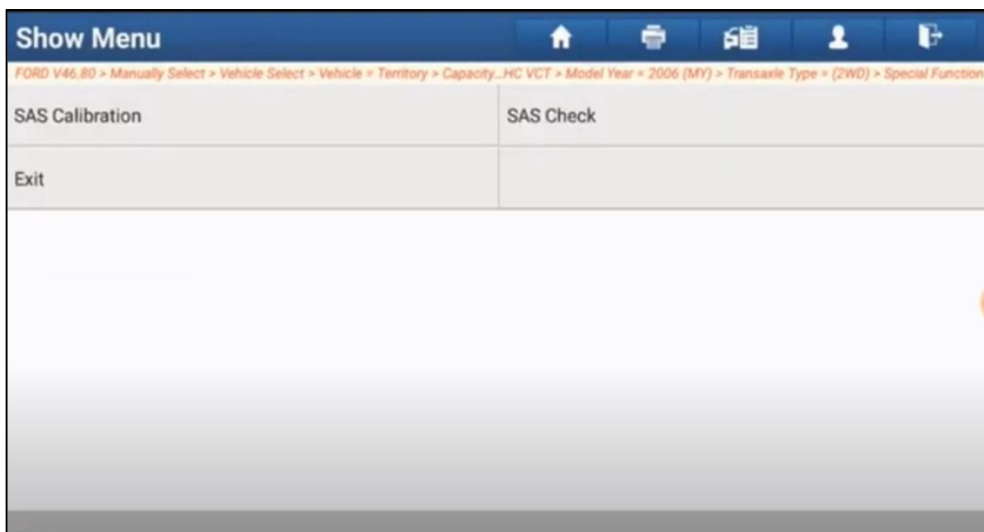 Show Menu
FORD V46.80 > Manually Select > Vehicle Select > Vehicle = Territory > Capacity...HC VCT > Model Year = 2006 (MY) > Transaxle Type = (2WD) > Special Function
SAS Calibration SAS Check
Exit